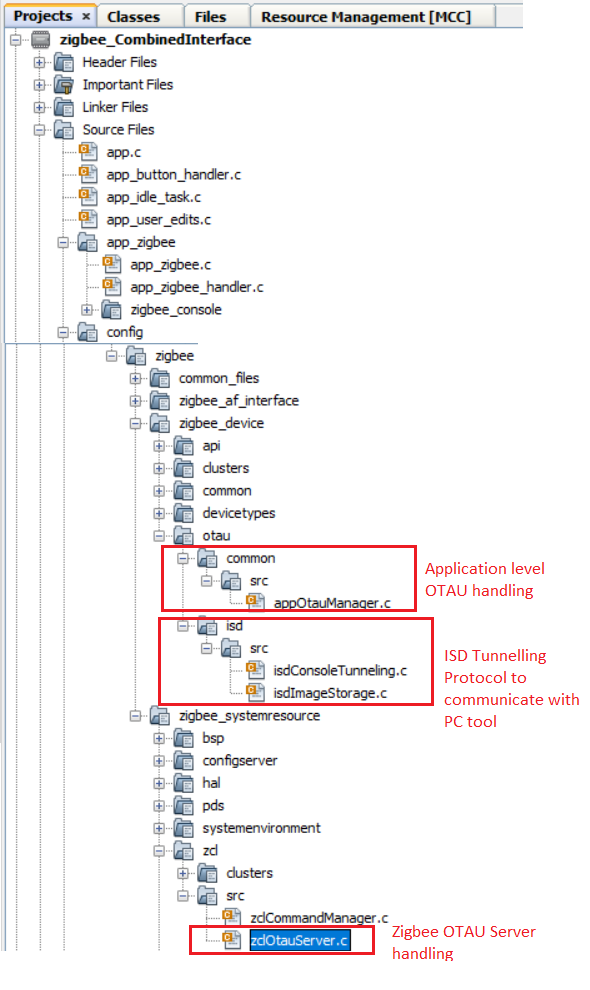 Projects × Classes Files Resource Management [MCC]
zigbee_CombinedInterface
Header Files
Important Files
Linker Files
Source Files
app.c
app_button_handler.c
app_idle_task.c
app_user_edits.c
app_zigbee
app_zigbee.c
app_zigbee_handler.c
zigbee_console
config
zigbee
common_files
zigbee_af_interface
zigbee_device
api
clusters
common
devicetypes
otau
common
src
appOtauManager.c
Application level
OTAU handling
isd
src
isdConsoleTunneling.c
isdImageStorage.c
ISD Tunnelling
Protocol to
communicate with
PC tool
zigbee_systemresource
bsp
configserver
hal
pds
systemenvironment
zcl
clusters
src
zclCommandManager.c
zclOtauServer.c
Zigbee OTAU Server
handling